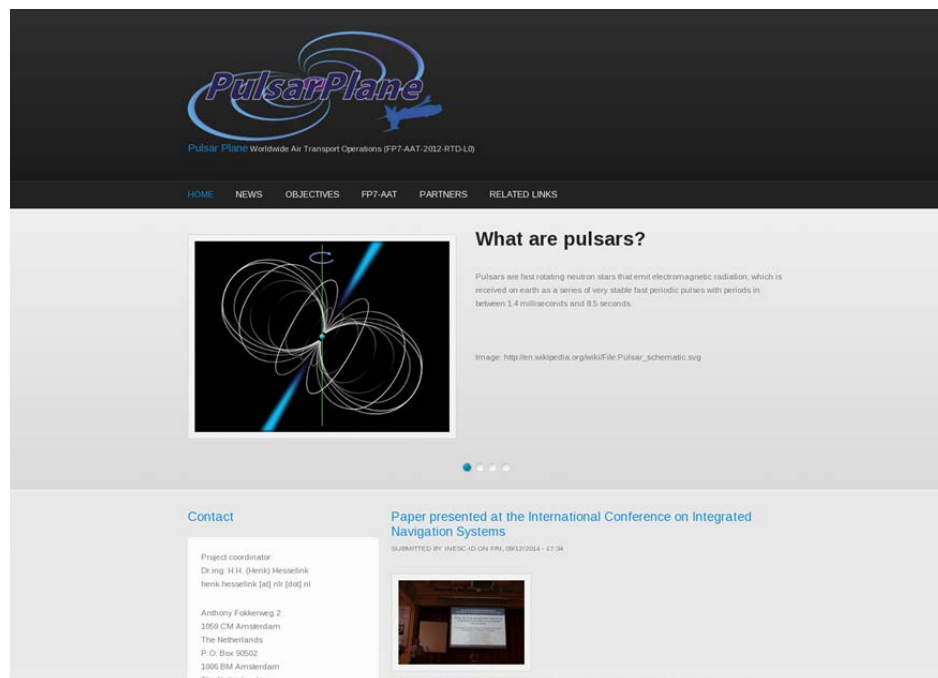 PulsarPlane
Pulsar Plane Worldwide Air Transport Operations (FP7-AAT-2012-RTD-L0)
HOME NEWS OBJECTIVES FP7-AAT PARTNERS RELATED LINKS
What are pulsars?
Pulsars are fast rotating neutron stars that emit electromagnetic radiation, which is
received on earth as a series of very stable fast periodic pulses with periods in
between 1.4 milliseconds and 8.5 seconds.
Image: http://en.wikipedia.org/wiki/File:Pulsar_schematic.svg
Contact
Project coordinator
Dr.ing. H.H. (Henk) Hesselink
henk.hesselink [at] nlr [dot] nl
Anthony Fokkerweg 2
1059 CM Amsterdam
The Netherlands
P.O. Box 90502
1006 BM Amsterdam
Paper presented at the International Conference on Integrated
Navigation Systems
SUBMITTED BY INESC-ID ON FRI, 09/12/2014 - 17:34